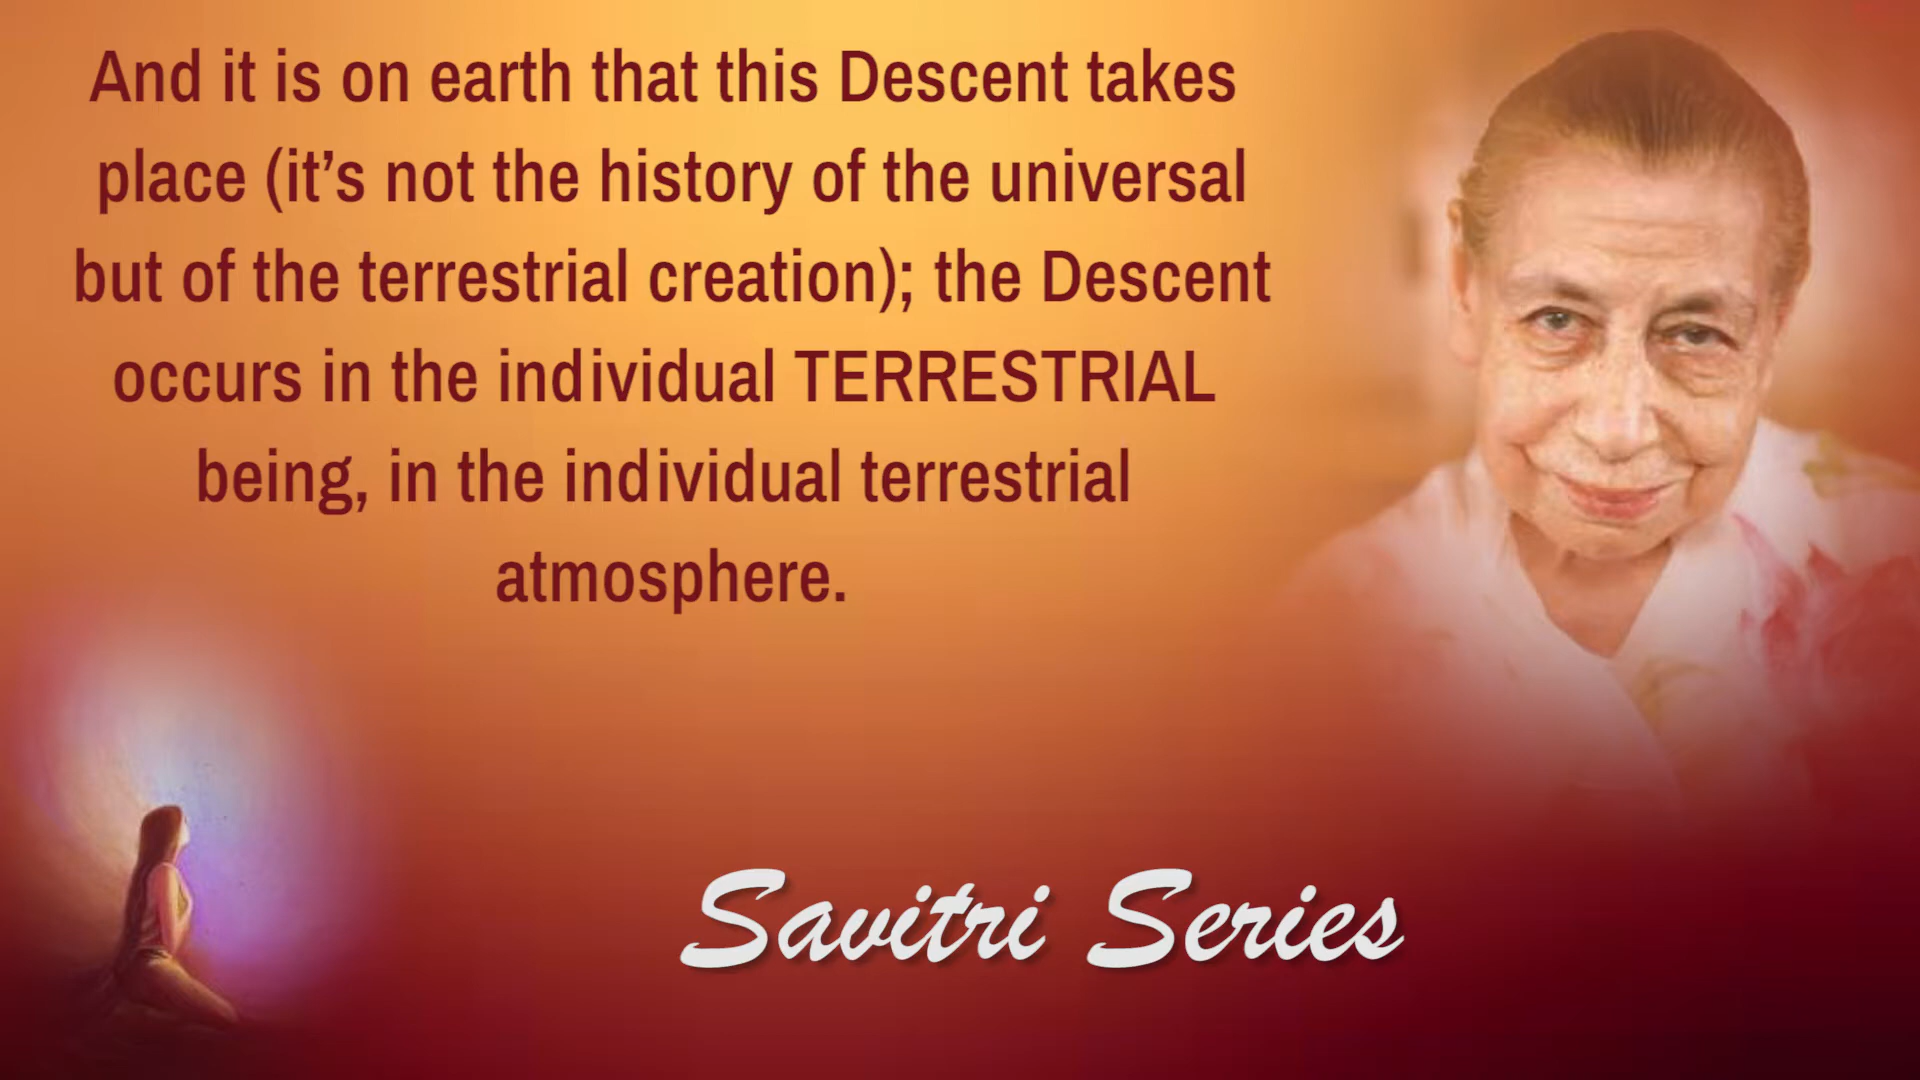 And it is on earth that this Descent takes
place (it’s not the history of the universal
but of the terrestrial creation); the Descent
occurs in the individual TERRESTRIAL
being, in the individual terrestrial
atmosphere.
Savitri Series